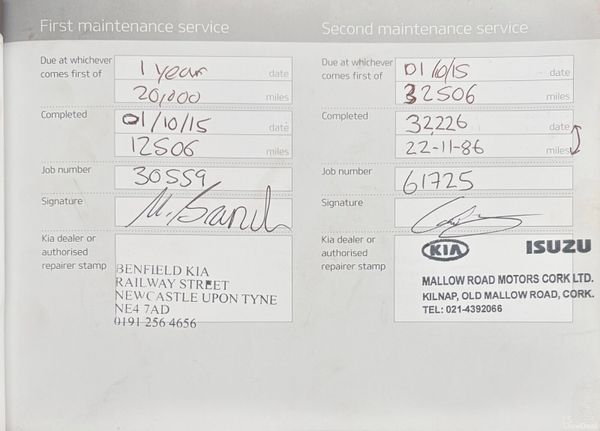 First maintenance service
Due at whichever
comes first of
1 year
date
20,000
miles
Completed
01/10/15
date
12506
miles
Job number
30559
Signature
Kia dealer or
authorised
repairer stamp
BENFIELD KIA
RAILWAY STREET
NEWCASTLE UPON TYNE
NE4 7AD
0191 256 4656
Second maintenance service
Due at whichever
comes first of
01/10/15
date
32506
miles
Completed
32,226
date
22-11-86
miles
Job number
61725
Signature
Kia dealer or
authorised
repairer stamp
KIA ISUZU
MALLOW ROAD MOTORS CORK LTD.
KILNAP, OLD MALLOW ROAD, CORK.
TEL: 021-4392066